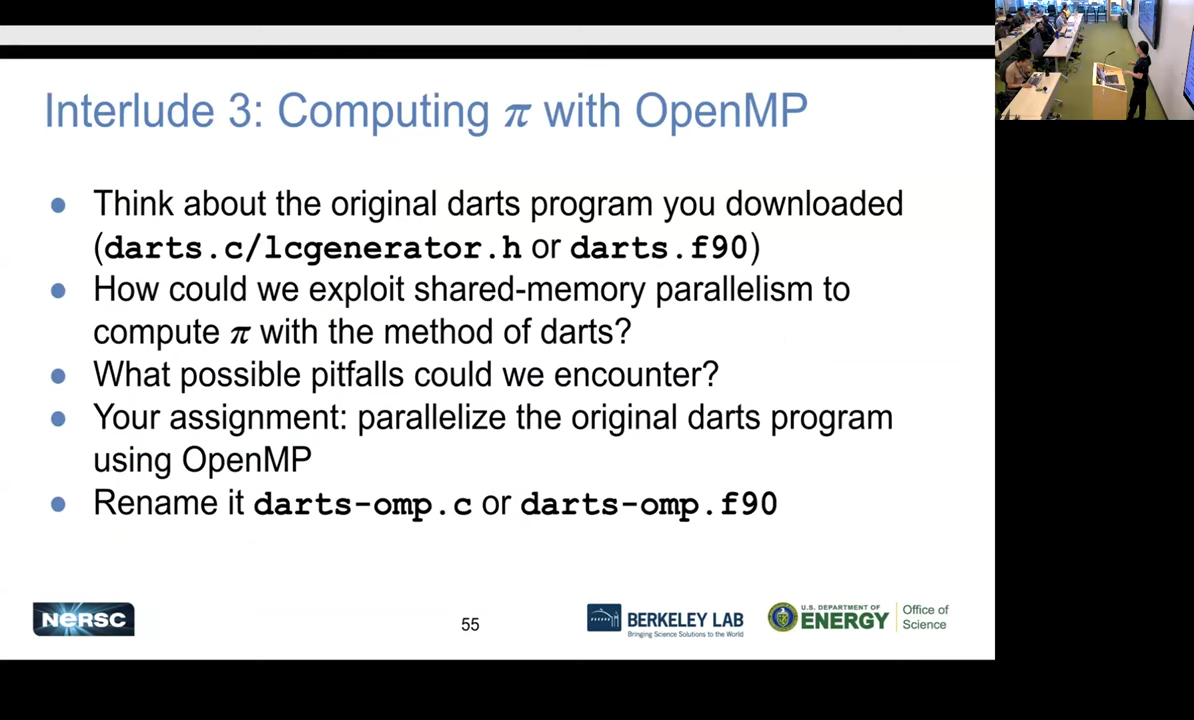 Interlude 3: Computing π with OpenMP
● Think about the original darts program you downloaded
(darts.c/lcgenerator.h or darts.f90)
● How could we exploit shared-memory parallelism to
compute π with the method of darts?
● What possible pitfalls could we encounter?
● Your assignment: parallelize the original darts program
using OpenMP
● Rename it darts-omp.c or darts-omp.f90
NERSC
55
BERKELEY LAB
Bringing Science Solutions to the World
U.S. DEPARTMENT OF
ENERGY
Office of
Science